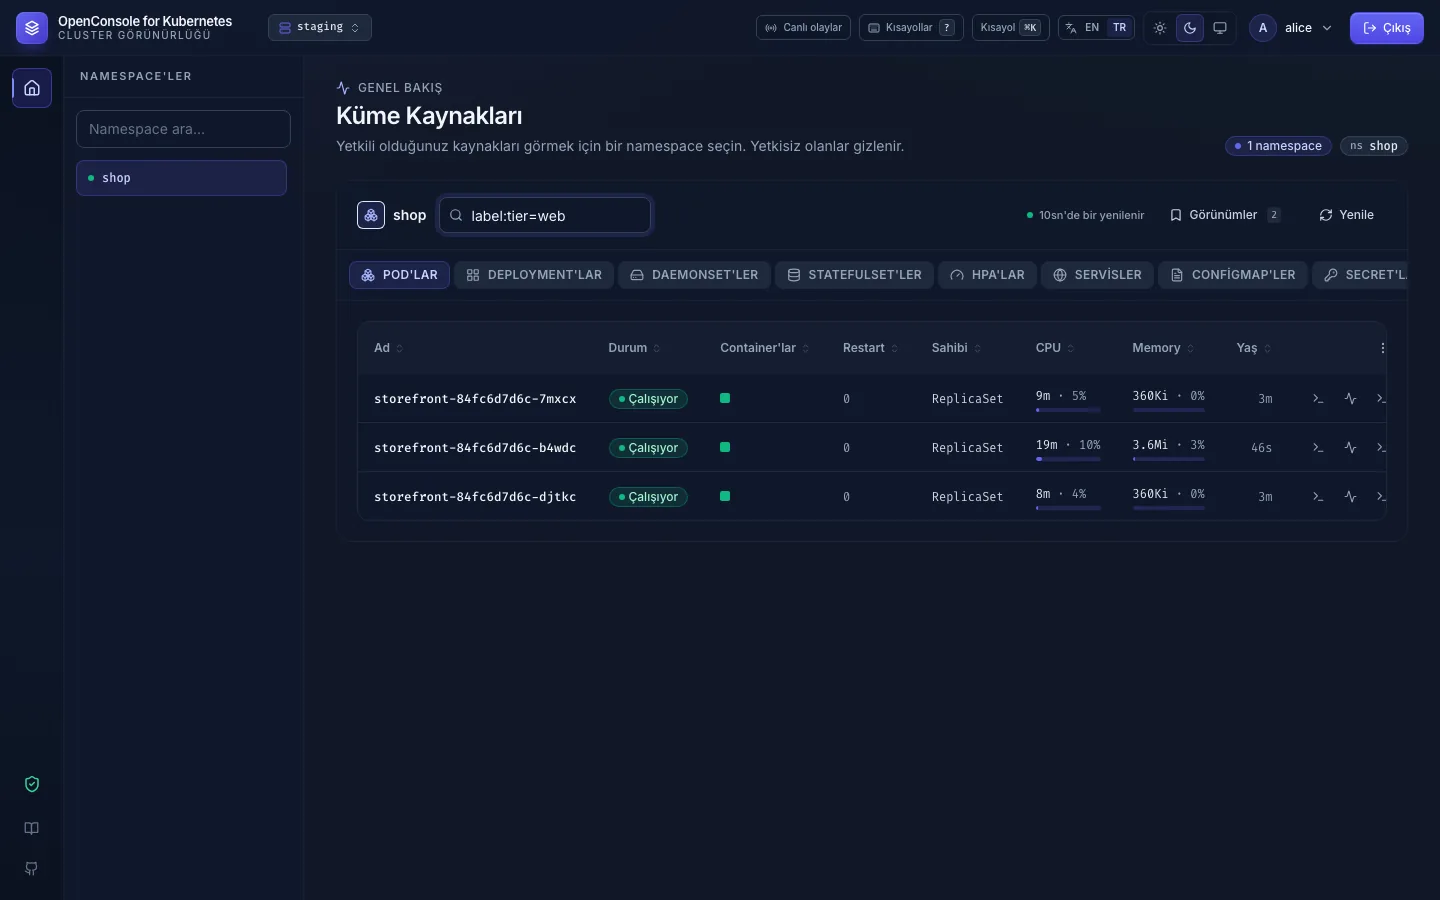 OpenConsole for Kubernetes
CLUSTER GÖRÜNÜRLÜĞÜ
staging
Canlı olaylar
Kısayollar ?
Kısayol ⌘K
EN TR
A alice
Çıkış
NAMESPACE'LER
Namespace ara...
shop
GENEL BAKIŞ
Küme Kaynakları
Yetkili olduğunuz kaynakları görmek için bir namespace seçin. Yetkisiz olanlar gizlenir.
1 namespace
ns shop
shop
label:tier=web
10sn'de bir yenilenir
Görünümler 2
Yenile
POD'LAR DEPLOYMENT'LAR DAEMONSET'LER STATEFULSET'LER HPA'LAR SERVİSLER CONFİGMAP'LER SECRET'L
Ad Durum Container'lar Restart Sahibi CPU Memory Yaş
storefront-84fc6d7d6c-7mxcx Çalışıyor 0 ReplicaSet 9m · 5% 360Ki · 0% 3m
storefront-84fc6d7d6c-b4wdc Çalışıyor 0 ReplicaSet 19m · 10% 3.6Mi · 3% 46s
storefront-84fc6d7d6c-djtkc Çalışıyor 0 ReplicaSet 8m · 4% 360Ki · 0% 3m